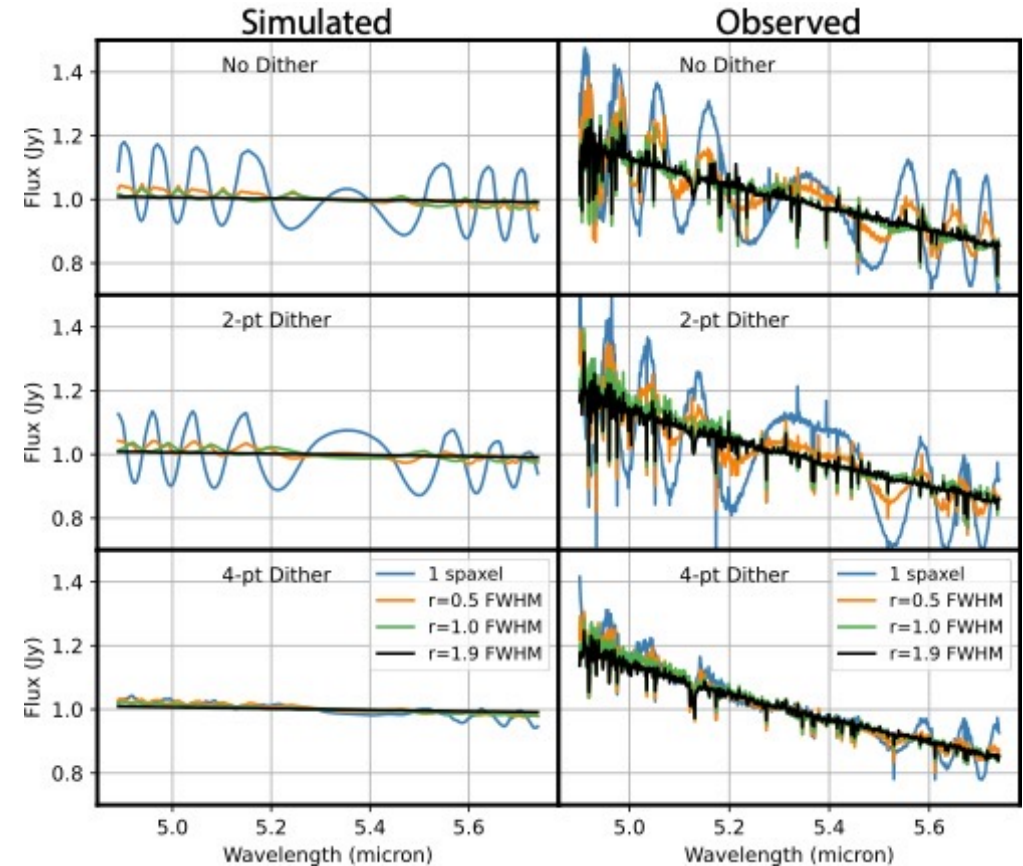 Simulated Observed
1.4 No Dither No Dither
1.2
Flux (Jy)
1.0
0.8
1.4 2-pt Dither 2-pt Dither
1.2
Flux (Jy)
1.0
0.8
1.4 4-pt Dither 1 spaxel 4-pt Dither 1 spaxel
r=0.5 FWHM r=0.5 FWHM
1.2 r=1.0 FWHM r=1.0 FWHM
r=1.9 FWHM r=1.9 FWHM
Flux (Jy)
1.0
0.8
5.0 5.2 5.4 5.6 5.0 5.2 5.4 5.6
Wavelength (micron) Wavelength (micron)